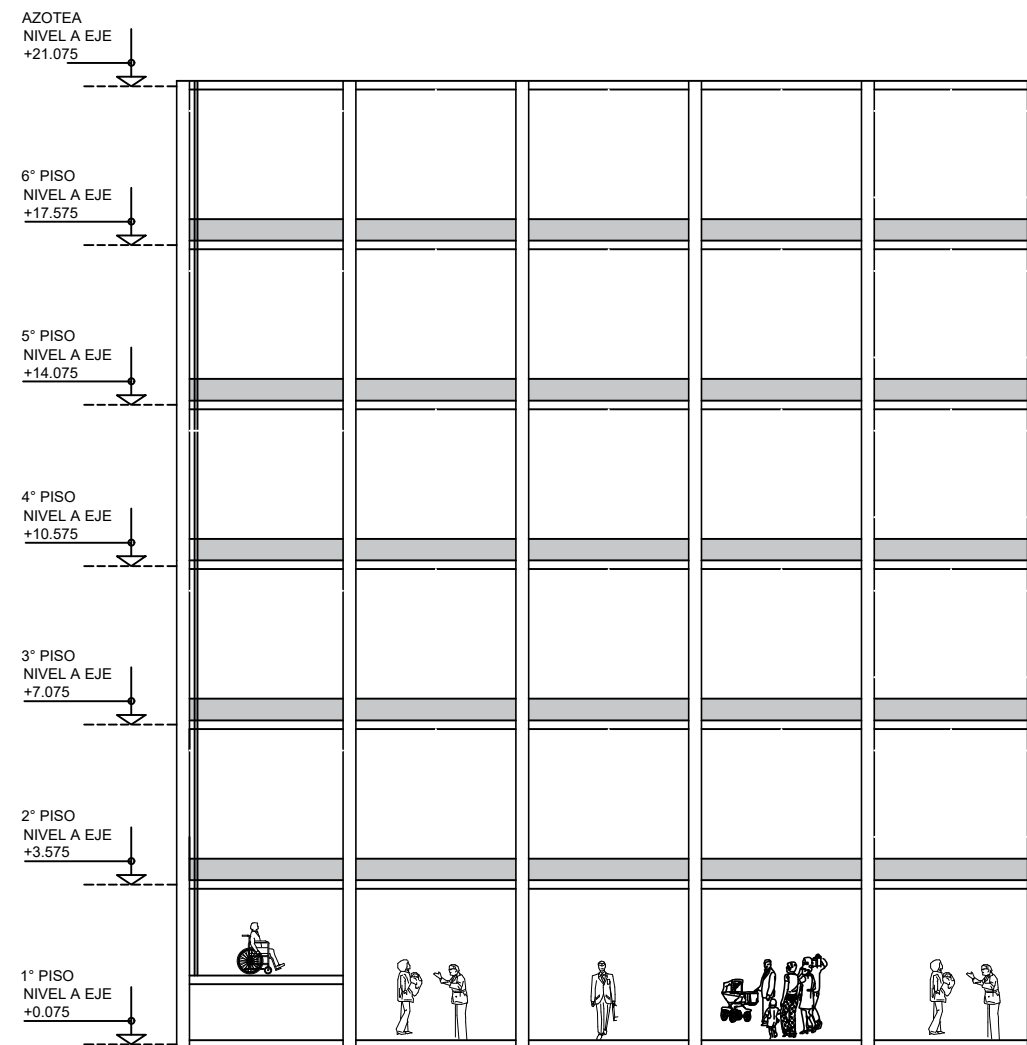 AZOTEA
NIVEL A EJE
+21.075
6° PISO
NIVEL A EJE
+17.575
5° PISO
NIVEL A EJE
+14.075
4° PISO
NIVEL A EJE
+10.575
3° PISO
NIVEL A EJE
+7.075
2° PISO
NIVEL A EJE
+3.575
1° PISO
NIVEL A EJE
+0.075